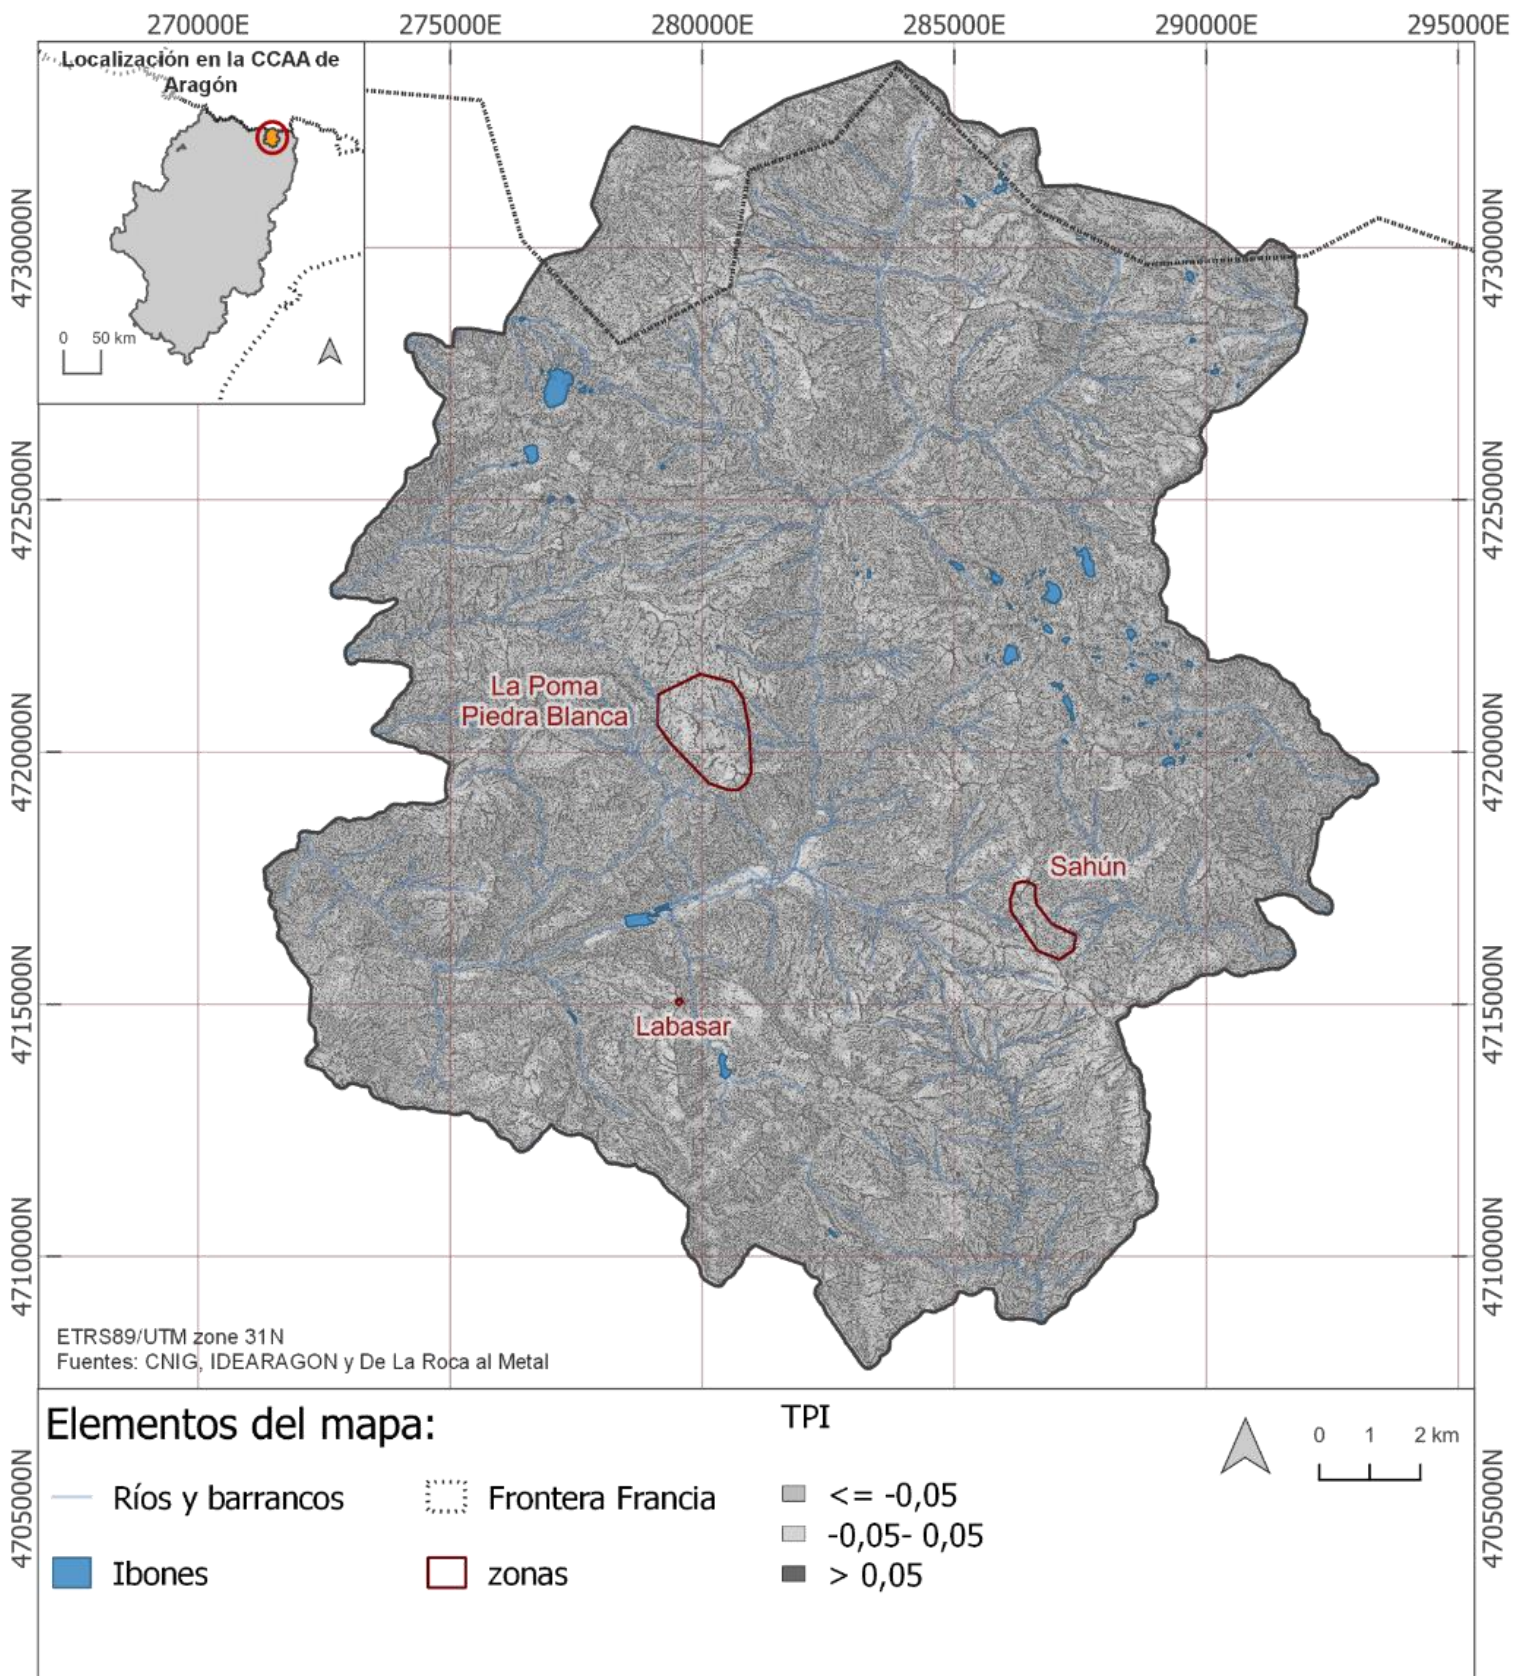 270000E 275000E 280000E 285000E 290000E 295000E
Localización en la CCAA de
Aragón
0 50 km
4730000N 4730000N
4725000N 4725000N
La Poma
Piedra Blanca
4720000N 4720000N
Sahún
4715000N 4715000N
Labasar
4710000N 4710000N
ETRS89/UTM zone 31N
Fuentes: CNIG, IDEARAGON y De La Roca al Metal
Elementos del mapa:
Ríos y barrancos
Ibones
Frontera Francia
zonas
TPI
<= -0,05
-0,05- 0,05
> 0,05
0 1 2 km
4705000N 4705000N